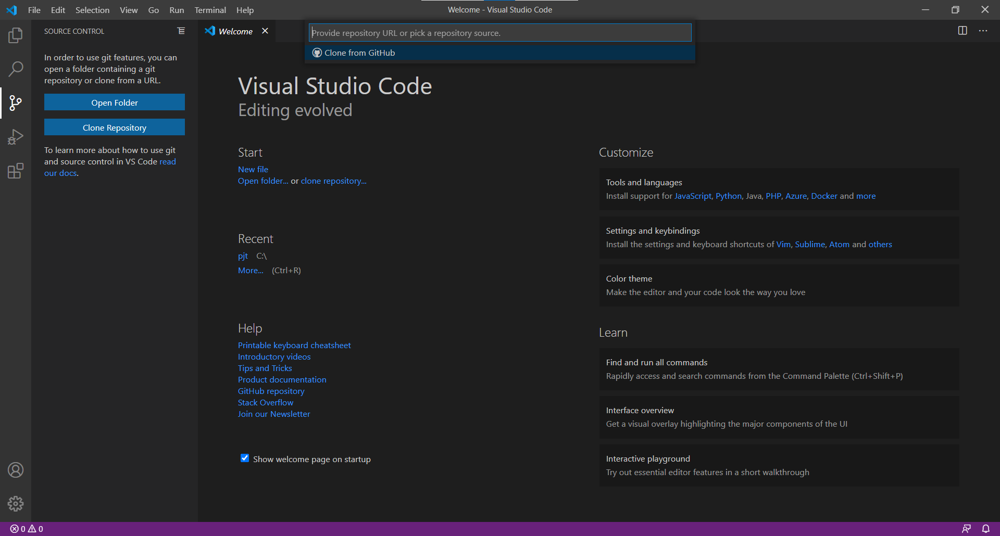 File Edit Selection View Go Run Terminal Help
Welcome - Visual Studio Code
SOURCE CONTROL
Welcome
Provide repository URL or pick a repository source.
Clone from GitHub
In order to use git features, you can
open a folder containing a git
repository or clone from a URL.
Open Folder
Clone Repository
To learn more about how to use git
and source control in VS Code read
our docs.
Visual Studio Code
Editing evolved
Start
New file
Open folder... or clone repository...
Recent
pjt C:\
More... (Ctrl+R)
Help
Printable keyboard cheatsheet
Introductory videos
Tips and Tricks
Product documentation
GitHub repository
Stack Overflow
Join our Newsletter
Show welcome page on startup
Customize
Tools and languages
Install support for JavaScript, Python, Java, PHP, Azure, Docker and more
Settings and keybindings
Install the settings and keyboard shortcuts of Vim, Sublime, Atom and others
Color theme
Make the editor and your code look the way you love
Learn
Find and run all commands
Rapidly access and search commands from the Command Palette (Ctrl+Shift+P)
Interface overview
Get a visual overlay highlighting the major components of the UI
Interactive playground
Try out essential editor features in a short walkthrough
0 0